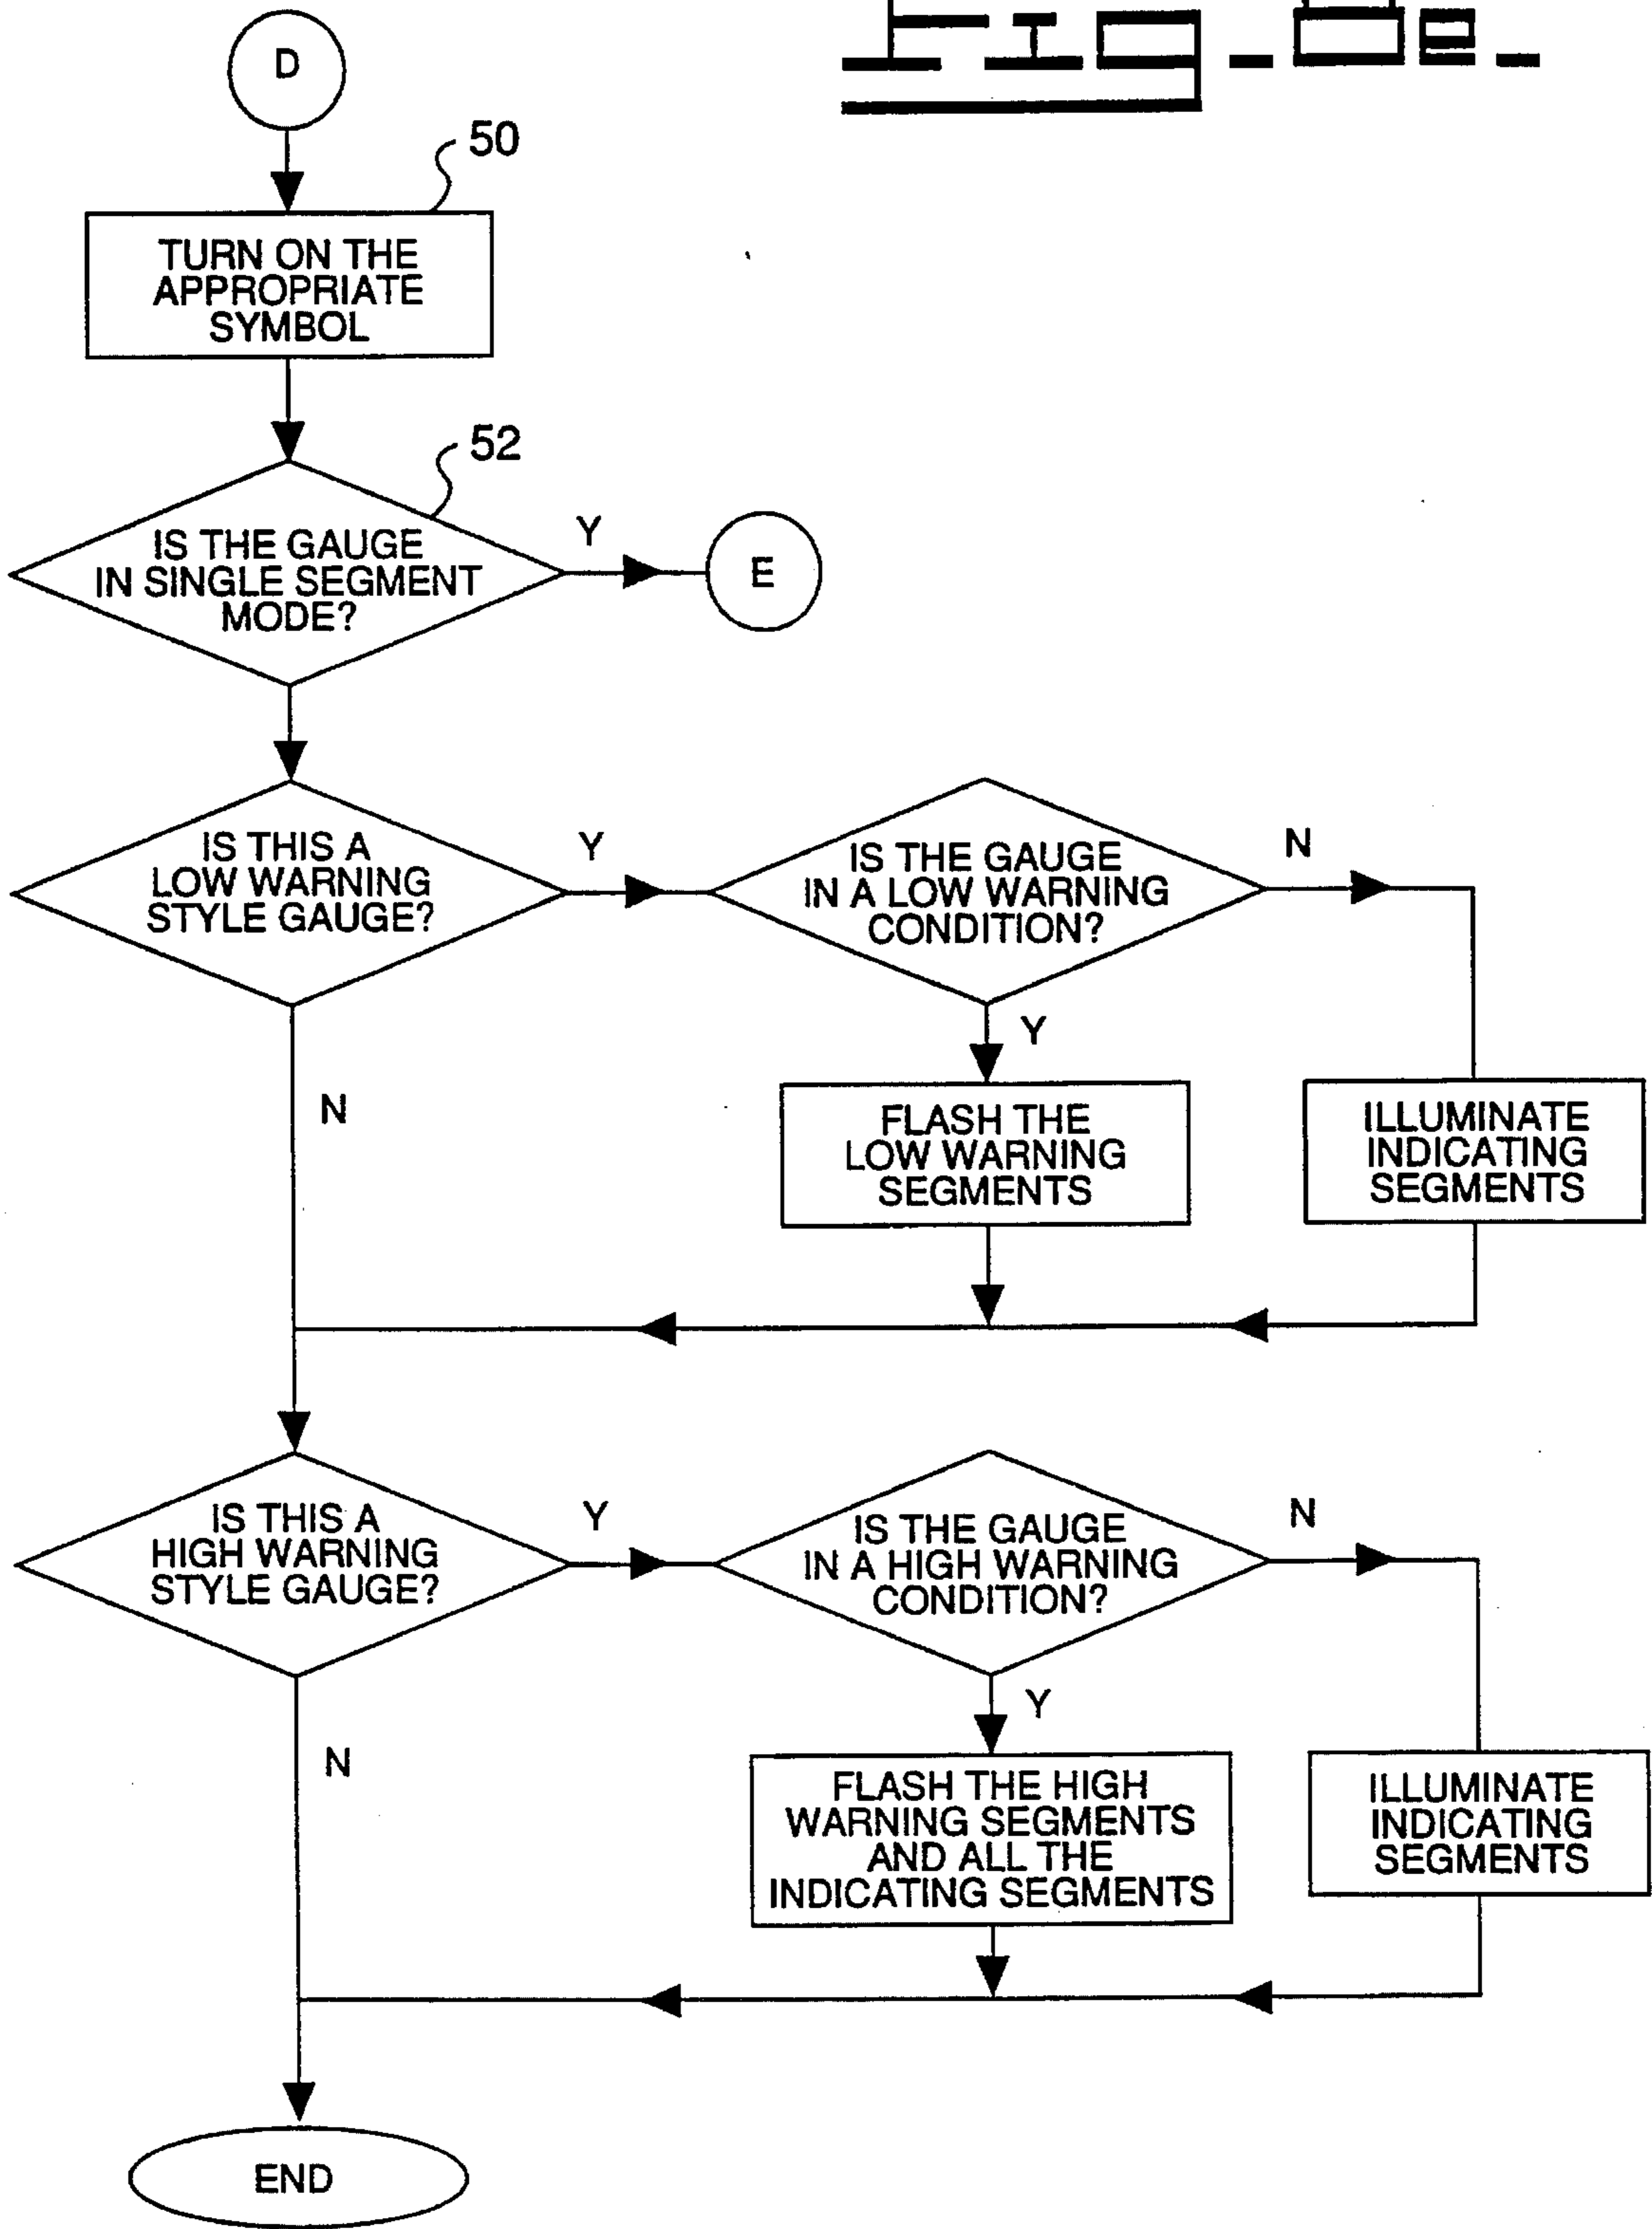 D
50
TURN ON THE
APPROPRIATE
SYMBOL
52
IS THE GAUGE
IN SINGLE SEGMENT
MODE?
Y
E
IS THIS A
LOW WARNING
STYLE GAUGE?
Y
IS THE GAUGE
IN A LOW WARNING
CONDITION?
N
Y
N
FLASH THE
LOW WARNING
SEGMENTS
ILLUMINATE
INDICATING
SEGMENTS
IS THIS A
HIGH WARNING
STYLE GAUGE?
Y
IS THE GAUGE
IN A HIGH WARNING
CONDITION?
N
Y
N
FLASH THE HIGH
WARNING SEGMENTS
AND ALL THE
INDICATING SEGMENTS
ILLUMINATE
INDICATING
SEGMENTS
END